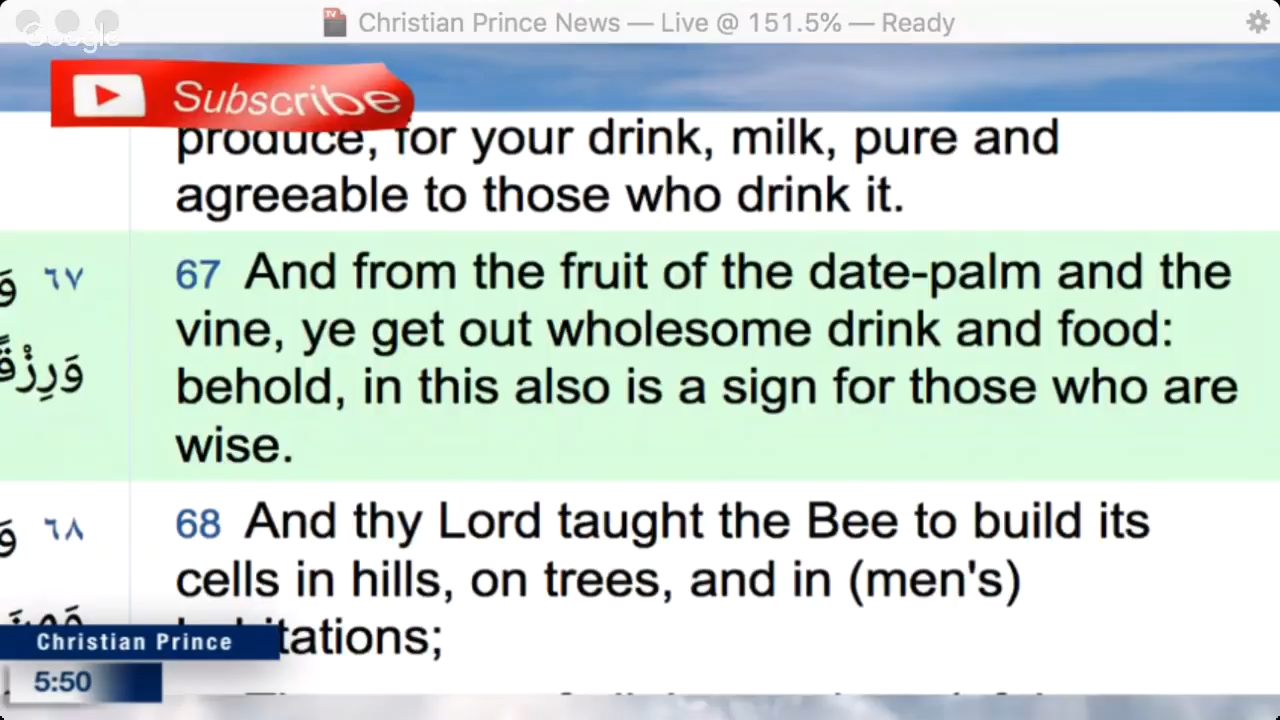 Christian Prince News — Live @ 151.5% — Ready
Google
Subscribe
produce, for your drink, milk, pure and
agreeable to those who drink it.
٦٧
67 And from the fruit of the date-palm and the
vine, ye get out wholesome drink and food:
behold, in this also is a sign for those who are
wise.
٦٨
68 And thy Lord taught the Bee to build its
cells in hills, on trees, and in (men's)
Christian Prince
5:50